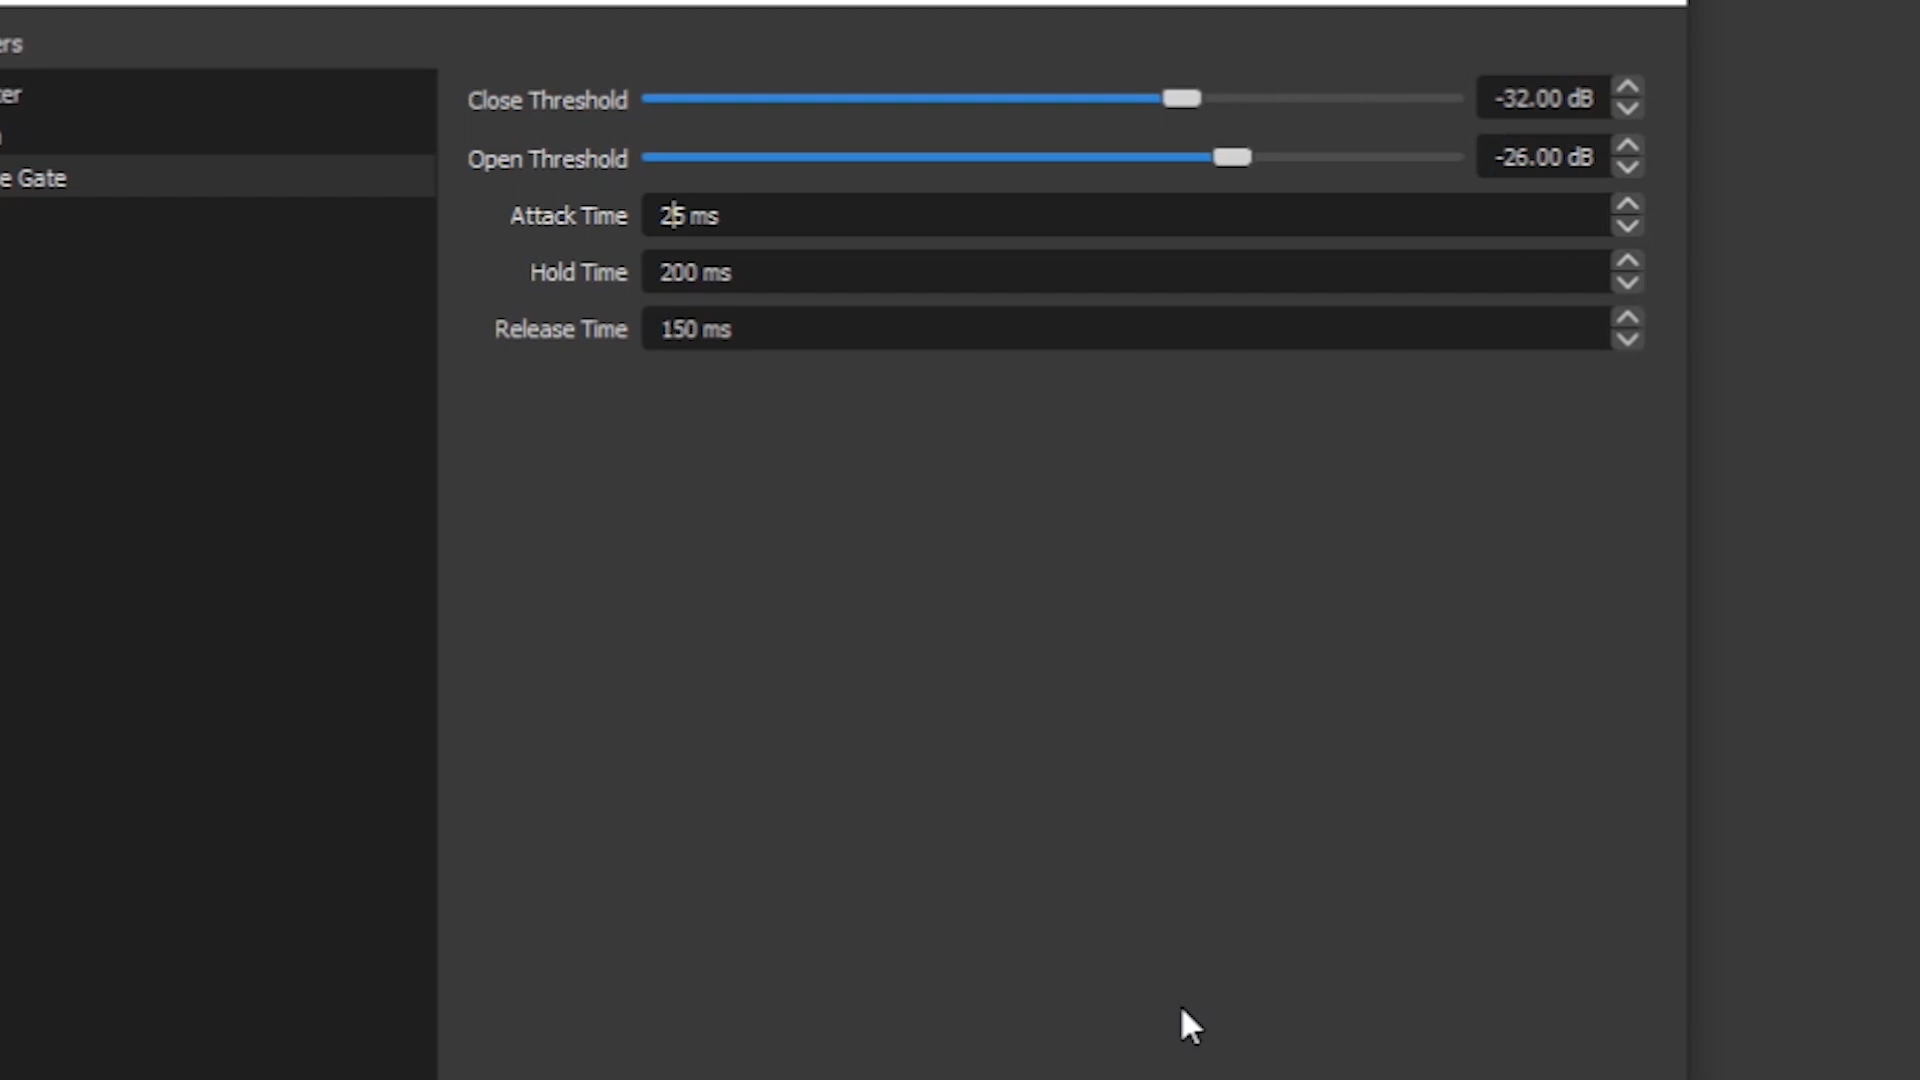 ers
ter
e Gate
Close Threshold -32.00 dB
Open Threshold -26.00 dB
Attack Time 25 ms
Hold Time 200 ms
Release Time 150 ms